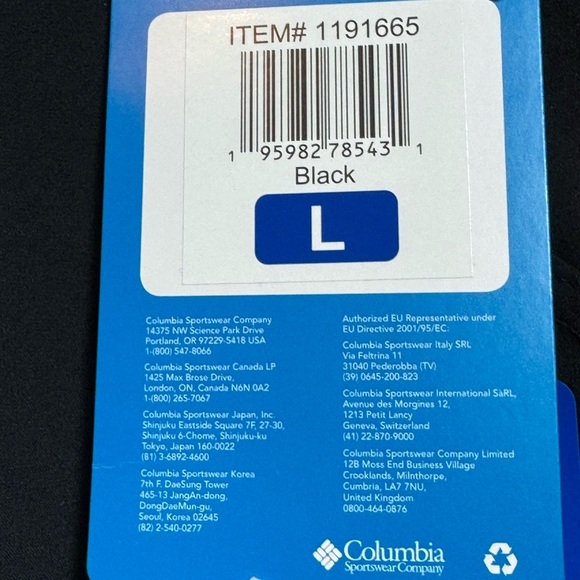 ITEM# 1191665
1 95982 78543 1
Black
L
Columbia Sportswear Company
14375 NW Science Park Drive
Portland, OR 97229-5418 USA
1-(800) 547-8066
Columbia Sportswear Canada LP
1425 Max Brose Drive,
London, ON, Canada N6N 0A2
1-(800) 265-7067
Columbia Sportswear Japan, Inc.
Shinjuku Eastside Square 7F, 27-30,
Shinjuku 6-Chome, Shinjuku-ku
Tokyo, Japan 160-0022
(81) 3-6892-4600
Columbia Sportswear Korea
7th F. DaeSung Tower
465-13 JangAn-dong,
DongDaeMun-gu,
Seoul, Korea 02645
(82) 2-540-0277
Authorized EU Representative under
EU Directive 2001/95/EC:
Columbia Sportswear Italy SRL
Via Feltrina 11
31040 Pederobba (TV)
(39) 0645-200-823
Columbia Sportswear International SàRL,
Avenue des Morgines 12,
1213 Petit Lancy
Geneva, Switzerland
(41) 22-870-9000
Columbia Sportswear Company Limited
12B Moss End Business Village
Crooklands, Milnthorpe,
Cumbria, LA7 7NU,
United Kingdom
0800-464-0876
Columbia
Sportswear Company